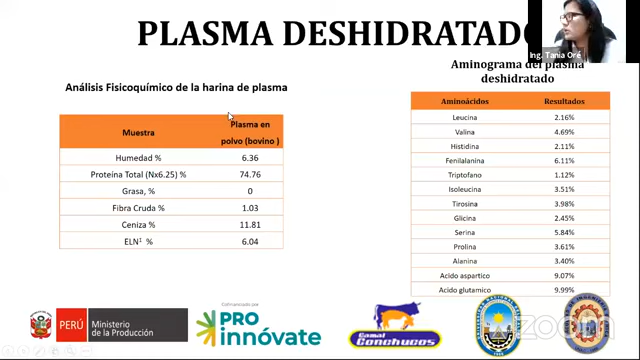 PLASMA DESHIDRATADO
Ing. Tania Oré
Análisis Fisicoquímico de la harina de plasma
Muestra Plasma en polvo (bovino )
Humedad % 6.36
Proteína Total (Nx6.25) % 74.76
Grasa, % 0
Fibra Cruda, % 1.03
Ceniza, % 11.81
ELN¹ % 6.04
Aminograma del plasma
deshidratado
Aminoácidos Resultados
Leucina 2.16%
Valina 4.69%
Histidina 2.11%
Fenilalanina 6.11%
Triptofano 1.12%
Isoleucina 3.51%
Tirosina 3.98%
Glicina 2.45%
Serina 5.84%
Prolina 3.61%
Alanina 3.40%
Acido aspartico 9.07%
Acido glutamico 9.99%
PERÚ
Ministerio
de la Producción
Cofinanciado por:
PRO
innóvate
Camal
Conchucos
zoom